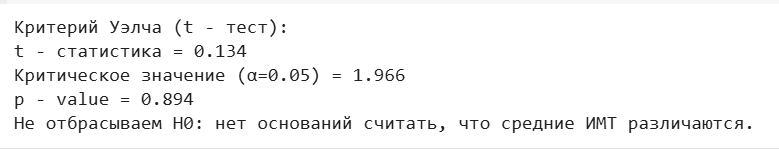 Критерий Уэлча (t - тест):
t - статистика = 0.134
Критическое значение (α=0.05) = 1.966
p - value = 0.894
Не отбрасываем H0: нет оснований считать, что средние ИМТ различаются.